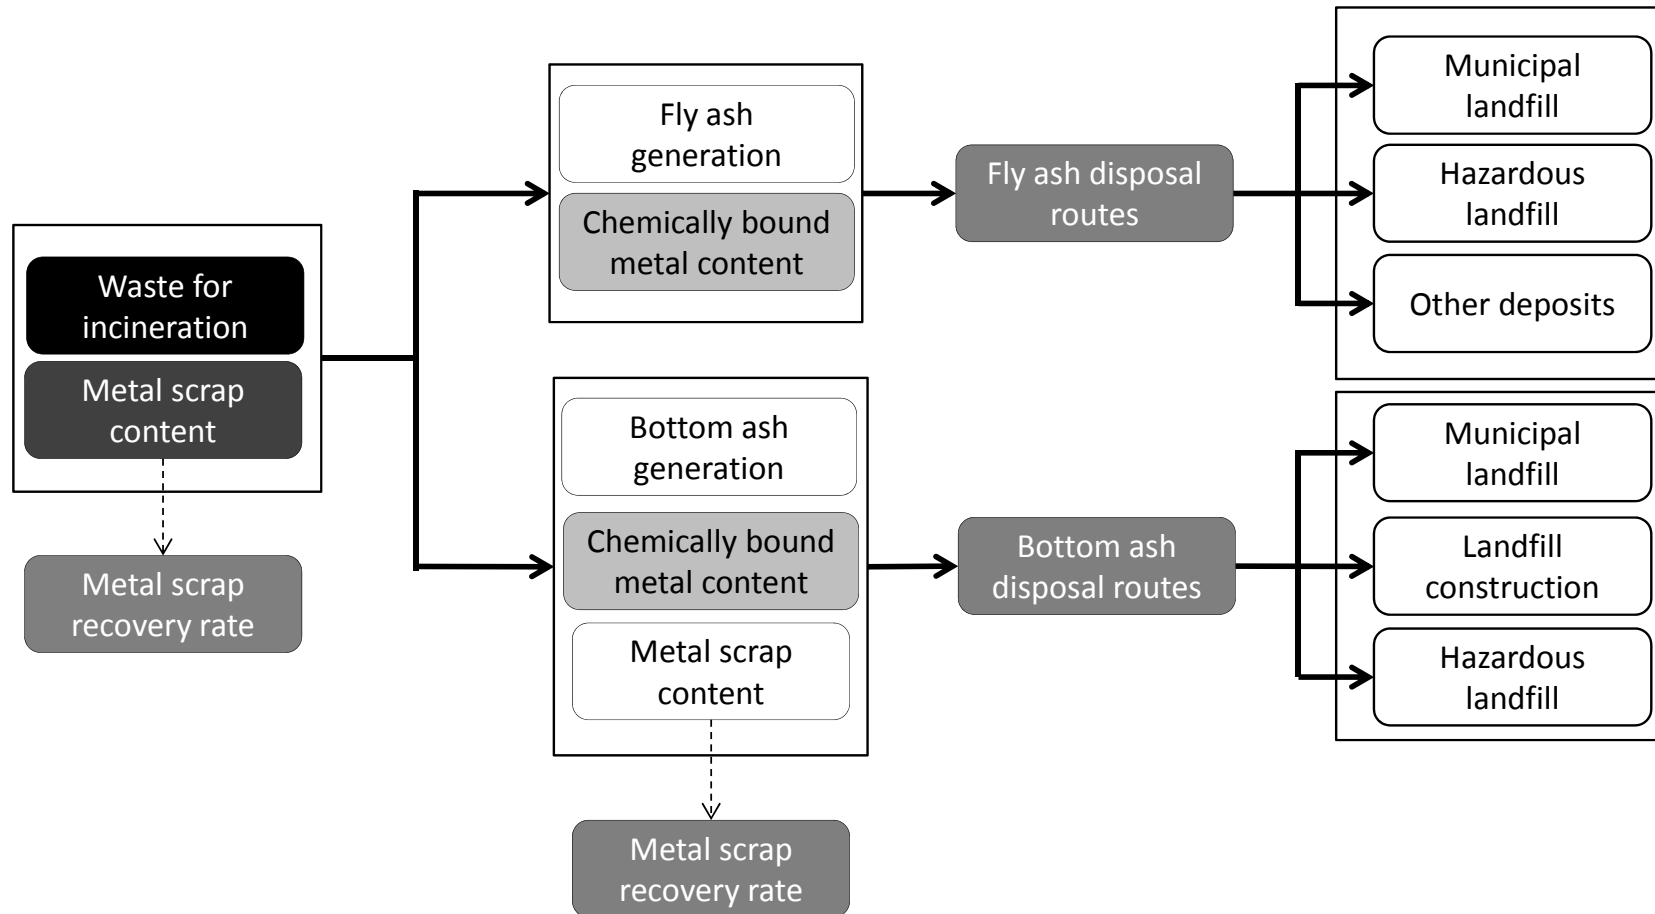 Waste for
incineration
Metal scrap
content
Metal scrap
recovery rate
Fly ash
generation
Chemically bound
metal content
Bottom ash
generation
Chemically bound
metal content
Metal scrap
content
Metal scrap
recovery rate
Fly ash disposal
routes
Bottom ash
disposal routes
Municipal
landfill
Hazardous
landfill
Other deposits
Municipal
landfill
Landfill
construction
Hazardous
landfill